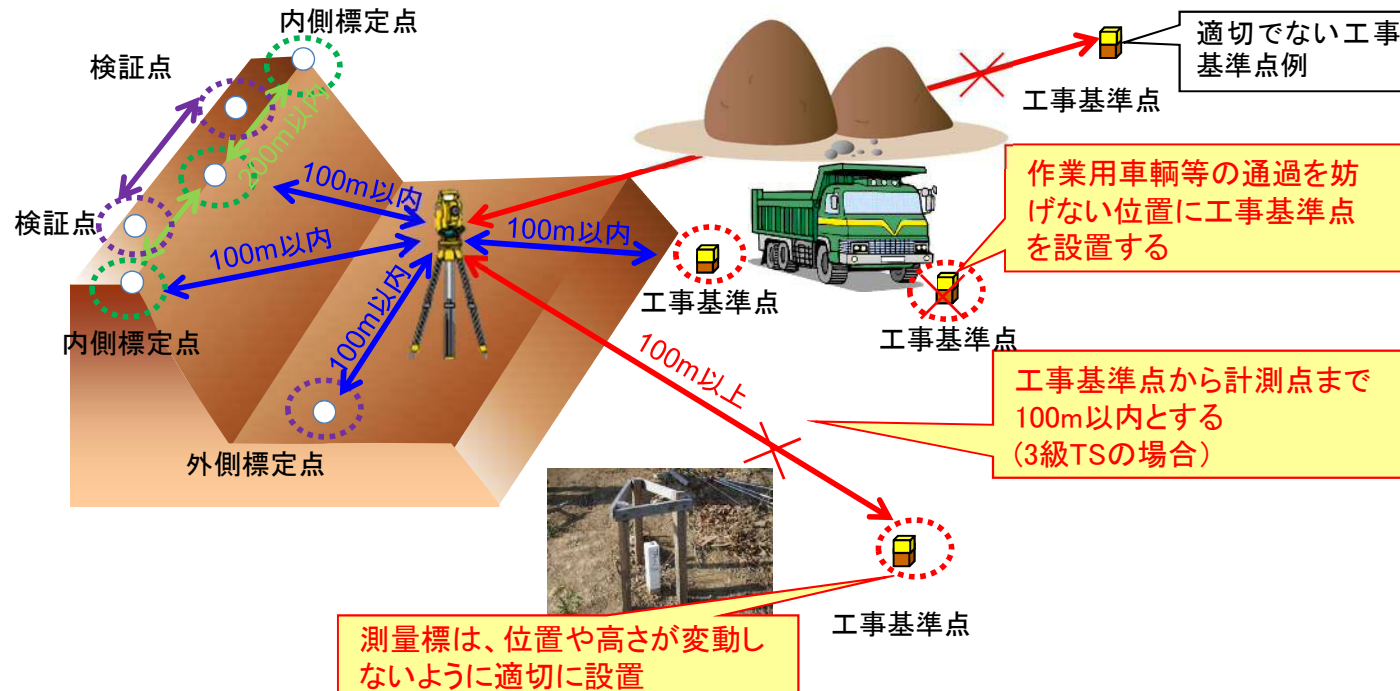 内側標定点
検証点
適切でない工事
基準点例
工事基準点
200m以内
100m以内
作業用車輌等の通過を妨
げない位置に工事基準点
を設置する
検証点
100m以内
100m以内
工事基準点
工事基準点
内側標定点
100m以内
100m以上
工事基準点から計測点まで
100m以内とする
(3級TSの場合)
外側標定点
工事基準点
測量標は、位置や高さが変動し
ないように適切に設置